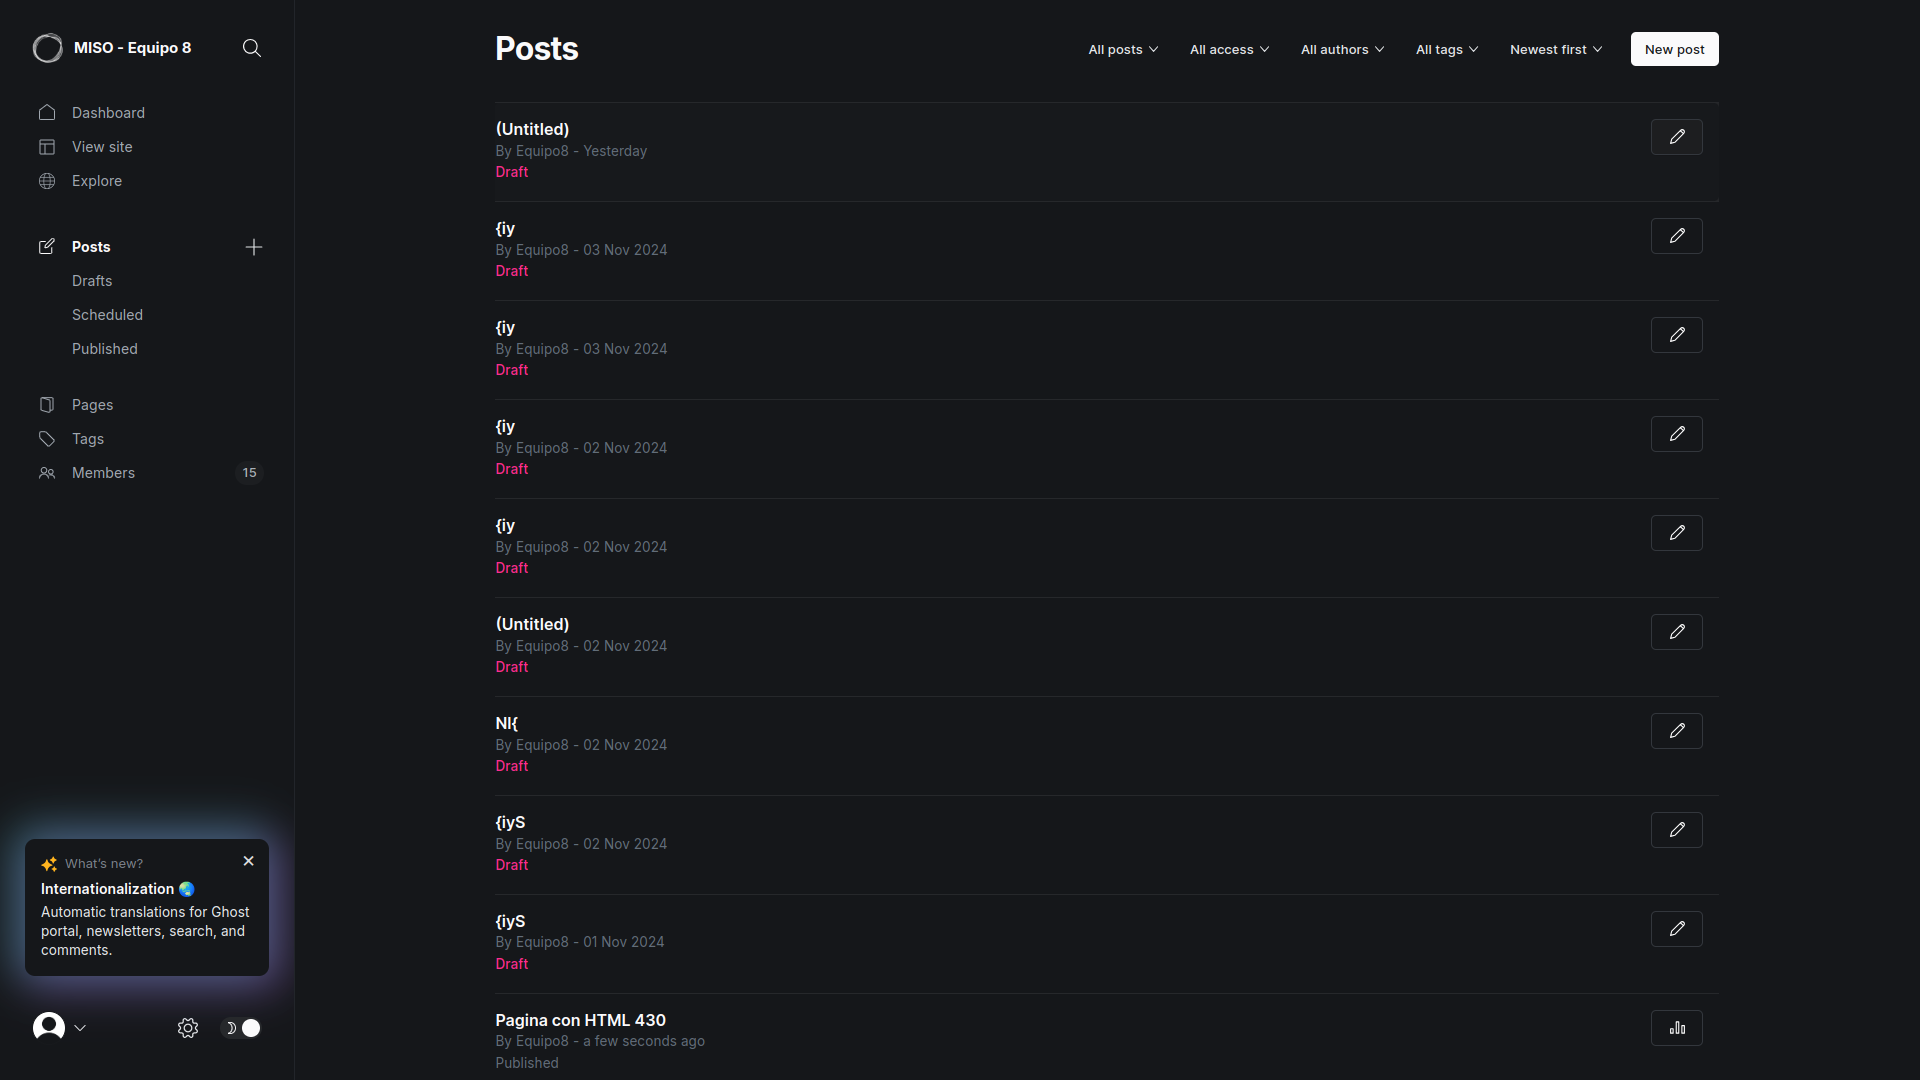 MISO - Equipo 8
Dashboard
View site
Explore
Posts
Drafts
Scheduled
Published
Pages
Tags
Members 15
What's new?
Internationalization 🌏
Automatic translations for Ghost
portal, newsletters, search, and
comments.
Posts
All posts All access All authors All tags Newest first New post
(Untitled)
By Equipo8 - Yesterday
Draft
{iy
By Equipo8 - 03 Nov 2024
Draft
{iy
By Equipo8 - 03 Nov 2024
Draft
{iy
By Equipo8 - 02 Nov 2024
Draft
{iy
By Equipo8 - 02 Nov 2024
Draft
(Untitled)
By Equipo8 - 02 Nov 2024
Draft
Nl{
By Equipo8 - 02 Nov 2024
Draft
{iyS
By Equipo8 - 02 Nov 2024
Draft
{iyS
By Equipo8 - 01 Nov 2024
Draft
Pagina con HTML 430
By Equipo8 - a few seconds ago
Published